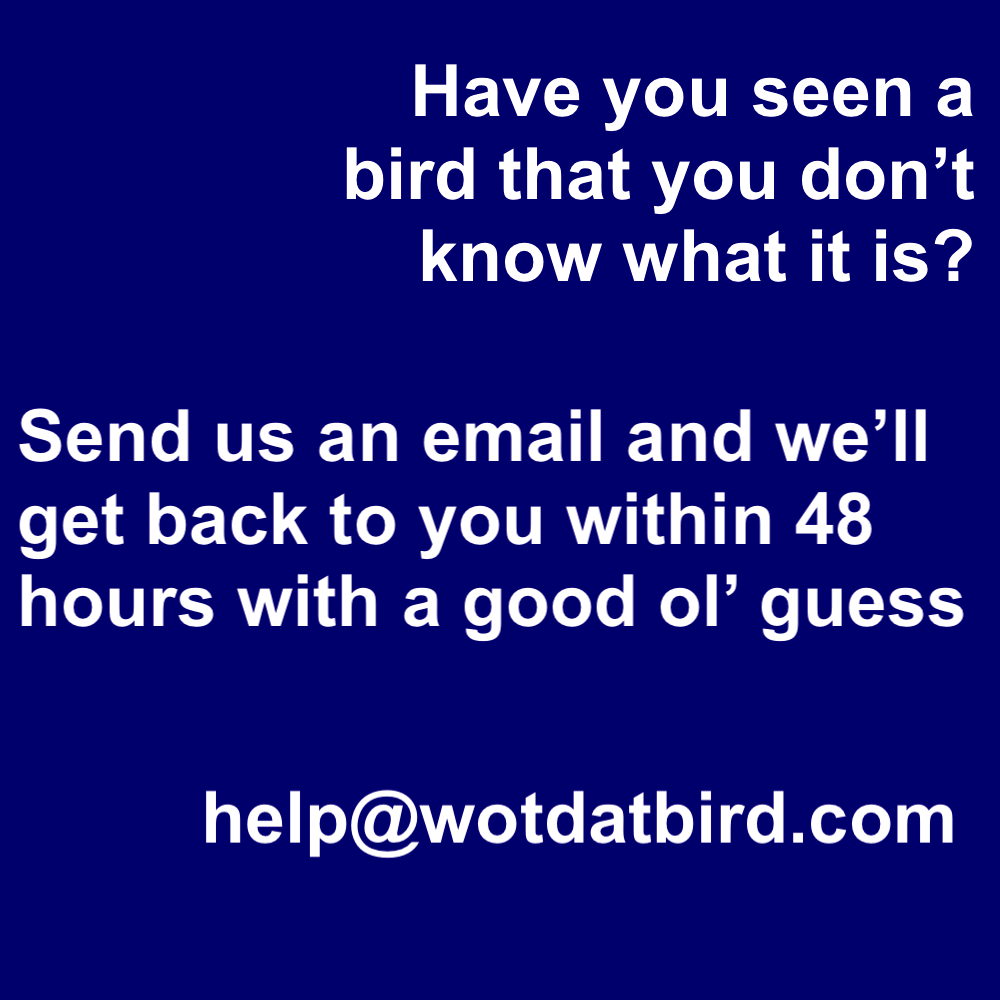 Have you seen a
bird that you don’t
know what it is?
Send us an email and we’ll
get back to you within 48
hours with a good ol’ guess
help@wotdatbird.com